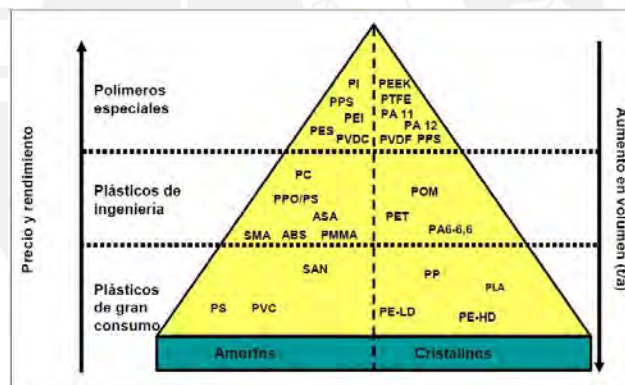 Precio y rendimiento
Polímeros
especiales
PI PEEK
PPS PTFE
PEI PA 11
PES PA 12
PVDC PVDF PPS
Plásticos de
ingeniería
PC
PPO/PS POM
ASA PET
SMA ABS PMMA PA6-6,6
Plásticos
de gran
consumo
SAN PP
PLA
PS PVC PE-LD
PE-HD
Amorfos Cristalinos
Aumento en volumen (t/a)